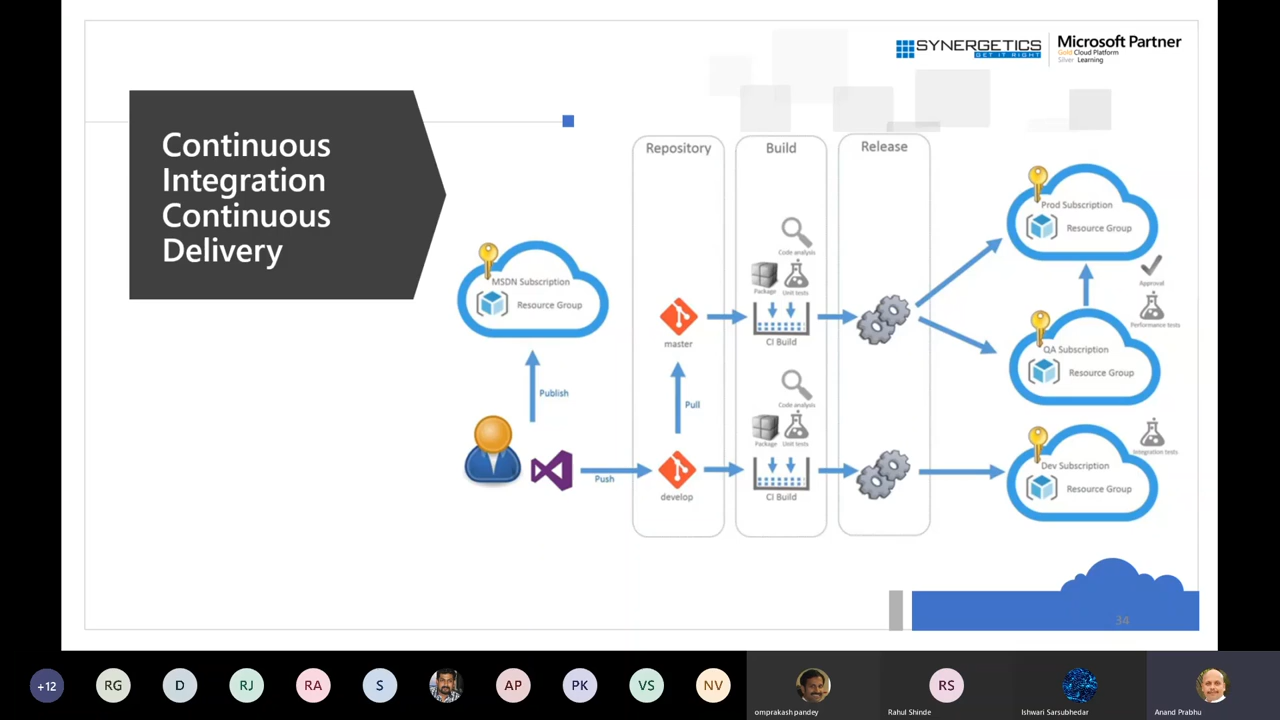 SYNERGETICS
GET IT RIGHT
Microsoft Partner
Gold Cloud Platform
Silver Learning
Continuous
Integration
Continuous
Delivery
Repository
Build
Release
MSDN Subscription
Resource Group
Publish
Push
master
Pull
develop
Code analysis
Package
Unit tests
CI Build
Code analysis
Package
Unit tests
CI Build
Prod Subscription
Resource Group
Approval
Performance tests
QA Subscription
Resource Group
Integration tests
Dev Subscription
Resource Group
34
+12
RG
D
RJ
RA
S
AP
PK
VS
NV
omprakash pandey
RS
Rahul Shinde
Ishwari Sarsubhedar
Anand Prabhu